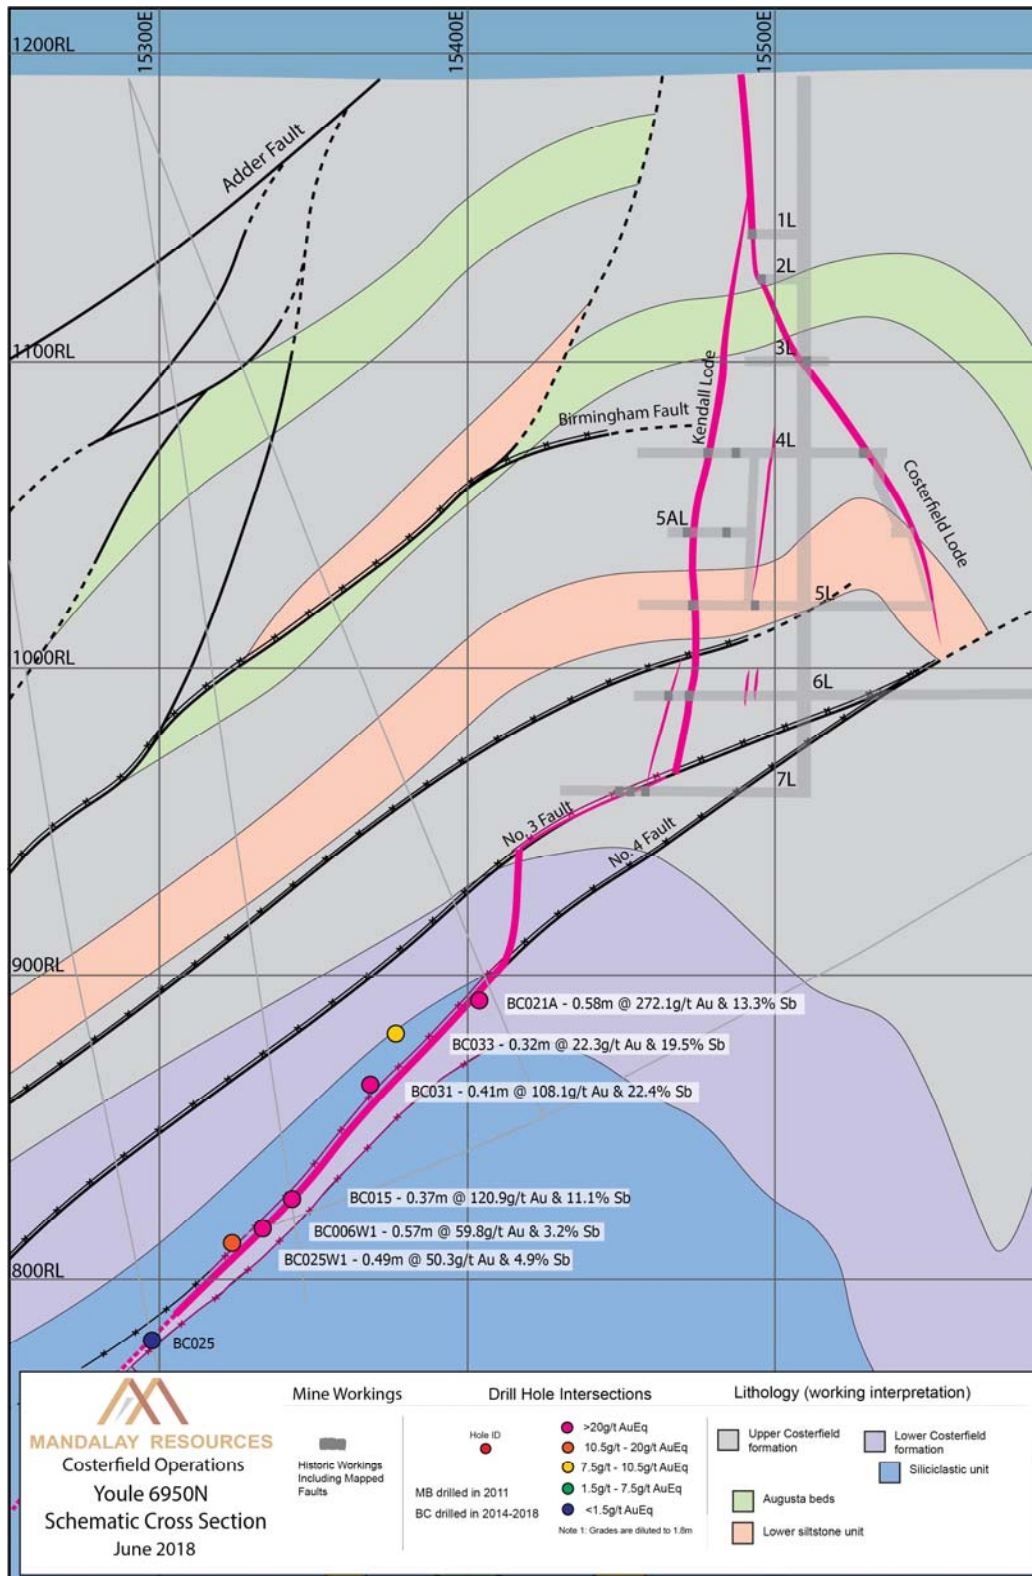 15300E
15400E
15500E
1200RL
Adder Fault
1L
2L
1100RL
3L
Kendall Lode
Birmingham Fault
4L
Costerfield Lode
5AL
5L
1000RL
6L
7L
No. 3 Fault
No. 4 Fault
900RL
BC021A - 0.58m @ 272.1g/t Au & 13.3% Sb
BC033 - 0.32m @ 22.3g/t Au & 19.5% Sb
BC031 - 0.41m @ 108.1g/t Au & 22.4% Sb
BC015 - 0.37m @ 120.9g/t Au & 11.1% Sb
BC006W1 - 0.57m @ 59.8g/t Au & 3.2% Sb
BC025W1 - 0.49m @ 50.3g/t Au & 4.9% Sb
800RL
BC025
MANDALAY RESOURCES
Costerfield Operations
Youle 6950N
Schematic Cross Section
June 2018
Mine Workings
Historic Workings
Including Mapped
Faults
Drill Hole Intersections
Hole ID
MB drilled in 2011
BC drilled in 2014-2018
>20g/t AuEq
10.5g/t - 20g/t AuEq
7.5g/t - 10.5g/t AuEq
1.5g/t - 7.5g/t AuEq
<1.5g/t AuEq
Note 1: Grades are diluted to 1.8m
Lithology (working interpretation)
Upper Costerfield
formation
Lower Costerfield
formation
Siliciclastic unit
Augusta beds
Lower siltstone unit